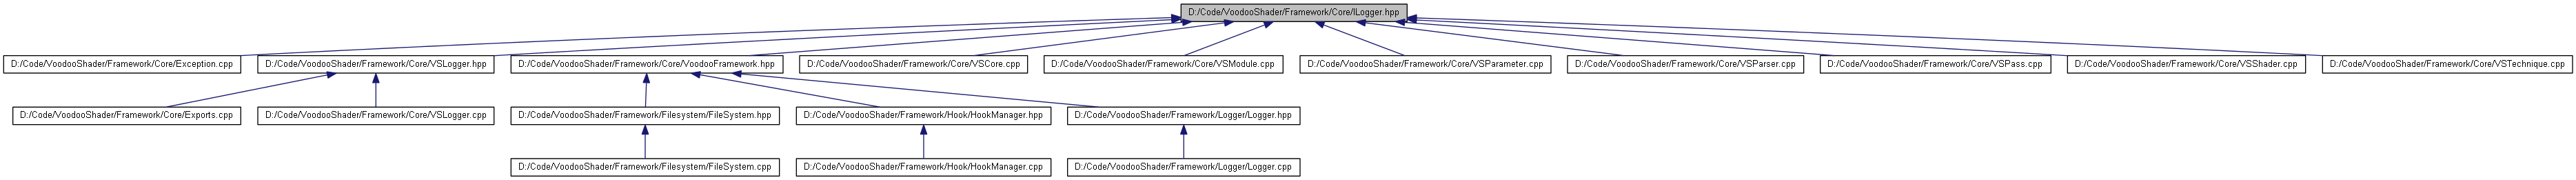 D:/Code/VoodooShader/Framework/Core/ILogger.hpp
D:/Code/VoodooShader/Framework/Core/Exception.cpp
D:/Code/VoodooShader/Framework/Core/VSLogger.hpp
D:/Code/VoodooShader/Framework/Core/VoodooFramework.hpp
D:/Code/VoodooShader/Framework/Core/VSCore.cpp
D:/Code/VoodooShader/Framework/Core/VSModule.cpp
D:/Code/VoodooShader/Framework/Core/VSParameter.cpp
D:/Code/VoodooShader/Framework/Core/VSParser.cpp
D:/Code/VoodooShader/Framework/Core/VSPass.cpp
D:/Code/VoodooShader/Framework/Core/VSShader.cpp
D:/Code/VoodooShader/Framework/Core/VSTechnique.cpp
D:/Code/VoodooShader/Framework/Core/Exports.cpp
D:/Code/VoodooShader/Framework/Core/VSLogger.cpp
D:/Code/VoodooShader/Framework/Filesystem/FileSystem.hpp
D:/Code/VoodooShader/Framework/Hook/HookManager.hpp
D:/Code/VoodooShader/Framework/Logger/Logger.hpp
D:/Code/VoodooShader/Framework/Filesystem/FileSystem.cpp
D:/Code/VoodooShader/Framework/Hook/HookManager.cpp
D:/Code/VoodooShader/Framework/Logger/Logger.cpp